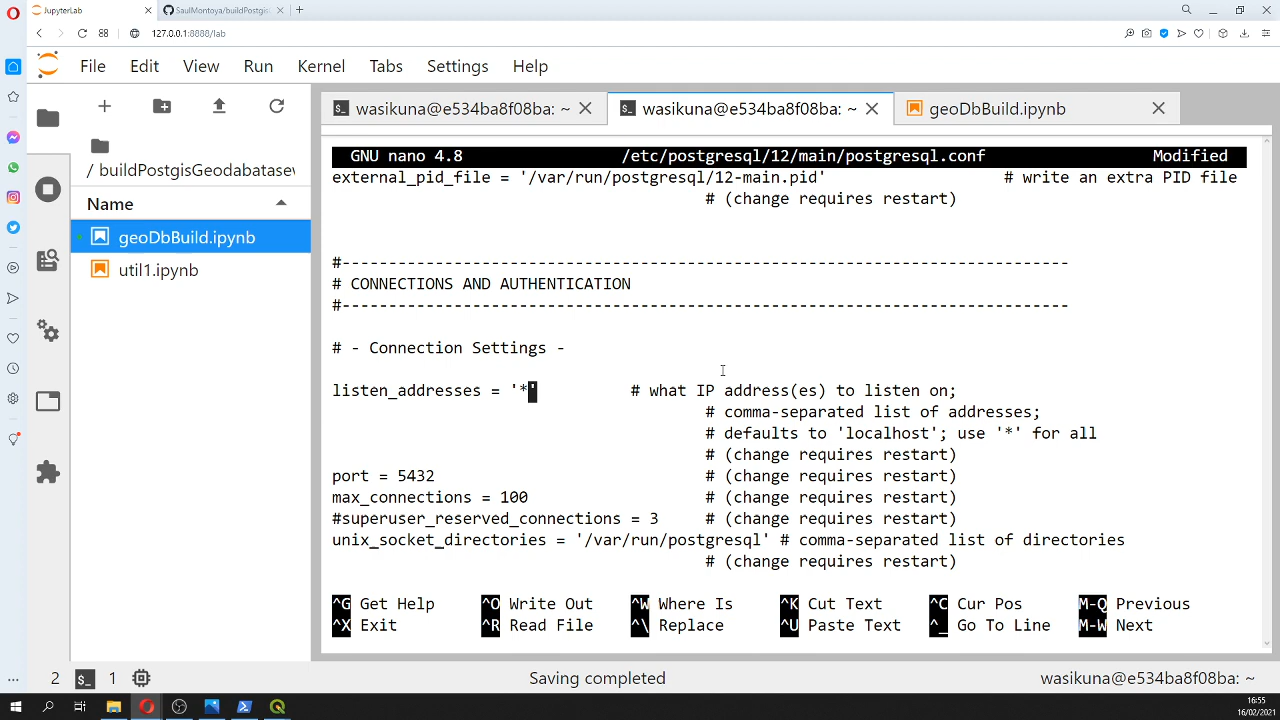 JupyterLab
SaulMontoya/buildPostgis
127.0.0.1:8888/lab
File Edit View Run Kernel Tabs Settings Help
wasikuna@e534ba8f08ba: ~
wasikuna@e534ba8f08ba: ~
geoDbBuild.ipynb
/ buildPostgisGeodabatasev
Name
geoDbBuild.ipynb
util1.ipynb
GNU nano 4.8 /etc/postgresql/12/main/postgresql.conf Modified
external_pid_file = '/var/run/postgresql/12-main.pid' # write an extra PID file
# (change requires restart)
#------------------------------------------------------------------------------
# CONNECTIONS AND AUTHENTICATION
#------------------------------------------------------------------------------
# - Connection Settings -
listen_addresses = '*' # what IP address(es) to listen on;
# comma-separated list of addresses;
# defaults to 'localhost'; use '*' for all
# (change requires restart)
port = 5432 # (change requires restart)
max_connections = 100 # (change requires restart)
#superuser_reserved_connections = 3 # (change requires restart)
unix_socket_directories = '/var/run/postgresql' # comma-separated list of directories
# (change requires restart)
^G Get Help ^O Write Out ^W Where Is ^K Cut Text ^C Cur Pos M-Q Previous
^X Exit ^R Read File ^\ Replace ^U Paste Text ^_ Go To Line M-W Next
2 $_ 1 Saving completed wasikuna@e534ba8f08ba: ~
16:55
16/02/2021